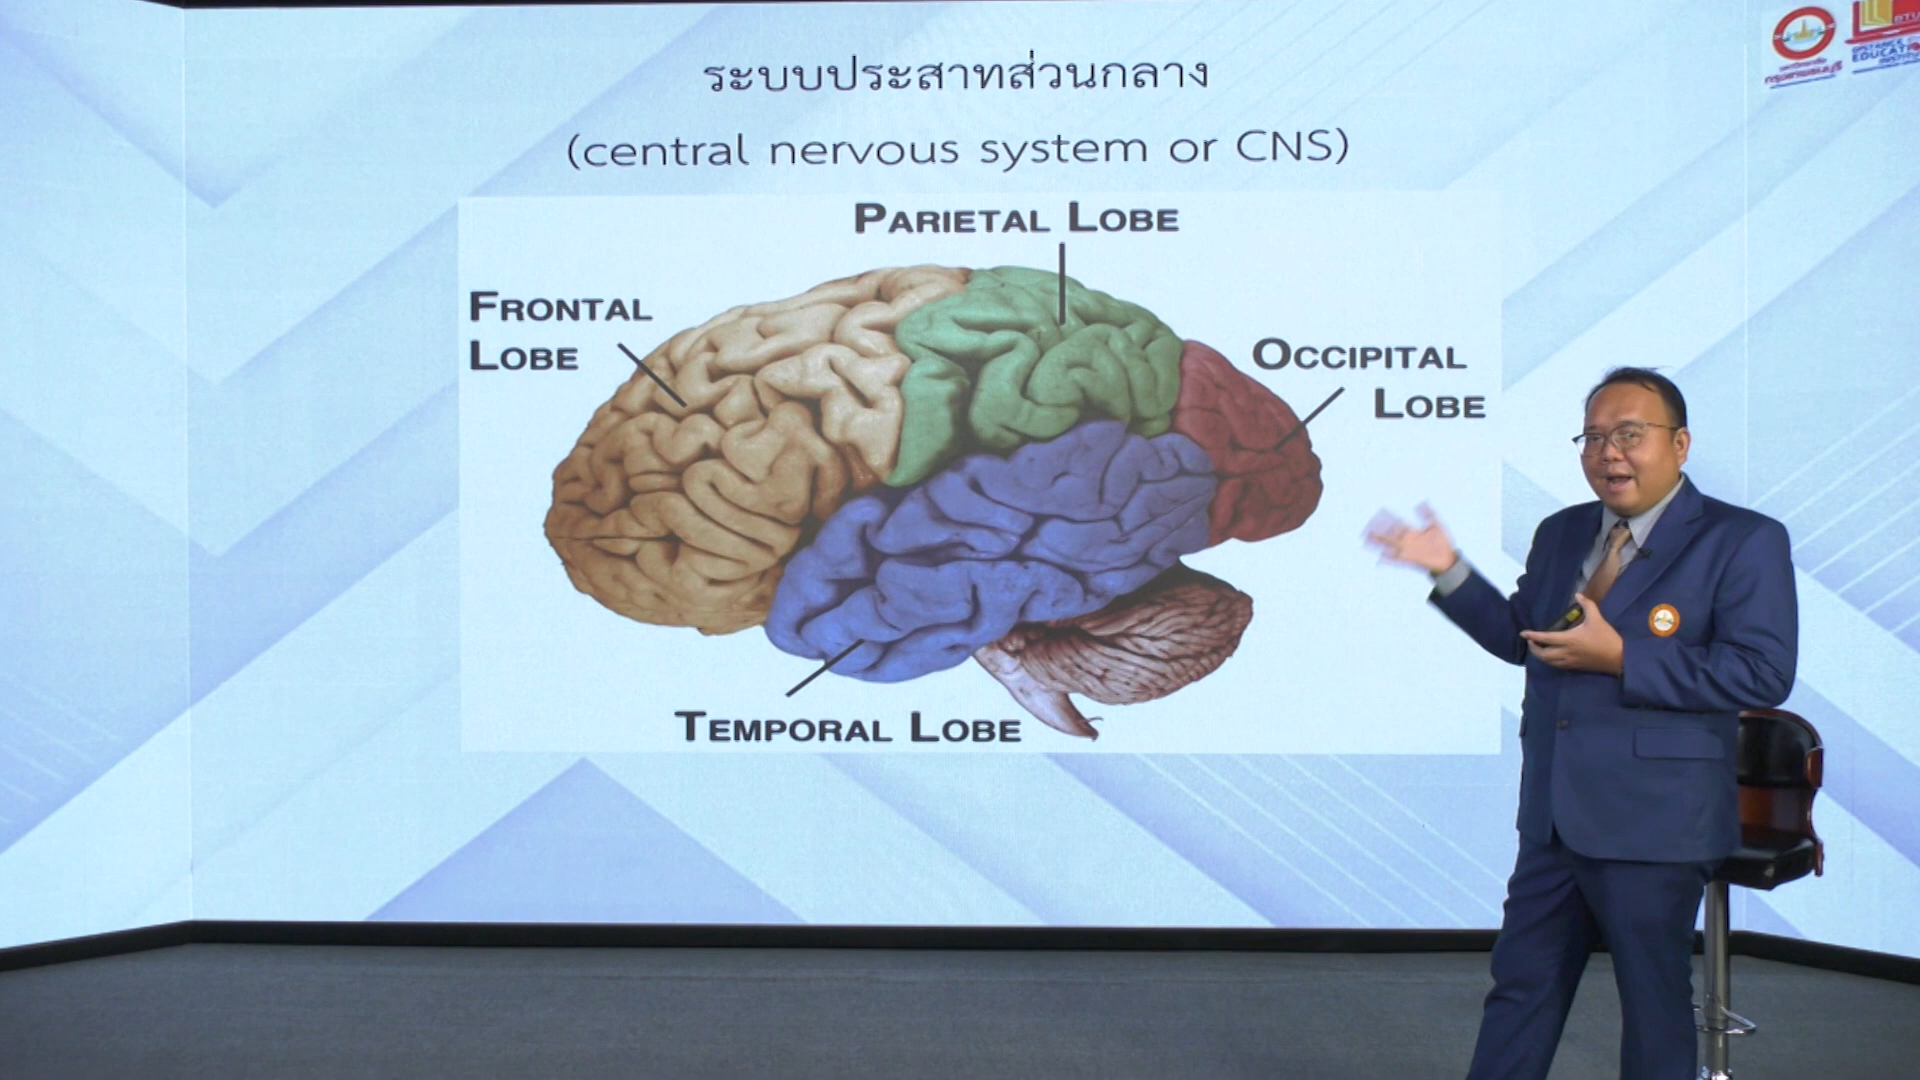 ระบบประสาทส่วนกลาง
(central nervous system or CNS)
PARIETAL LOBE
FRONTAL
LOBE
OCCIPITAL
LOBE
TEMPORAL LOBE